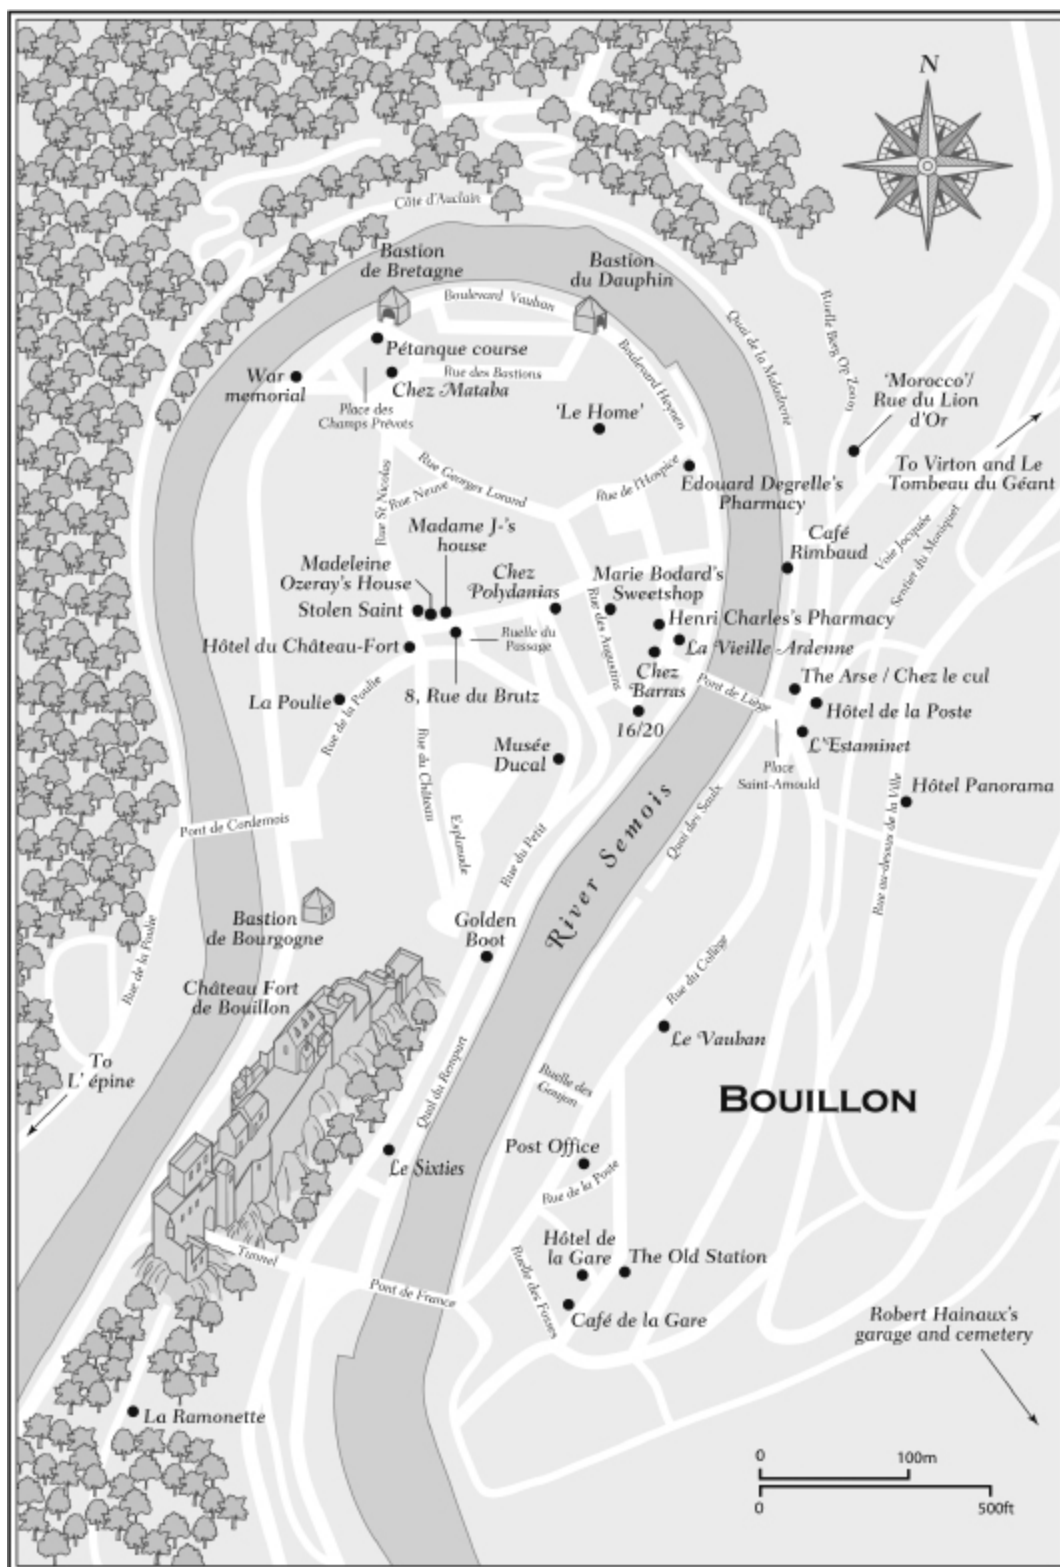 N
Côte d'Auclain
Bastion
de Bretagne
Bastion
du Dauphin
Boulevard Vauban
Quai de la Maladrerie
Ruelle Berg Op Zoom
Pétanque course
Boulevard Heynen
War
memorial
Rue des Bastions
Chez Mataba
Place des
Champs Prévots
'Le Home'
'Morocco'/
Rue du Lion
d'Or
To Virton and Le
Tombeau du Géant
Rue St Nicolas
Rue Neuve
Rue Georges Lorand
Rue de l'Hospice
Edouard Degrelle's
Pharmacy
Voie Jocquée
Sentier du Moriquet
Café
Rimbaud
Madame J-'s
house
Madeleine
Ozeray's House
Stolen Saint
Chez
Polydanias
Marie Bodard's
Sweetshop
Rue des Augustins
Henri Charles's Pharmacy
La Vieille Ardenne
Hôtel du Château-Fort
Ruelle du
Passage
Chez
Barras
Pont de Liège
The Arse / Chez le cul
La Poulie
Rue de la Poulie
8, Rue du Brutz
16/20
Hôtel de la Poste
L'Estaminet
Musée
Ducal
Place
Saint-Arnould
Rue du Château
Hôtel Panorama
Pont de Cordemois
Esplanade
Rue du Petit
River Semois
Quai des Saulx
Rue au-dessus de la Ville
Bastion
de Bourgogne
Golden
Boot
Rue de la Poulie
Château Fort
de Bouillon
Rue du Collège
Le Vauban
To
L' épine
Quai du Rempart
Ruelle des
Goujon
BOUILLON
Le Sixties
Post Office
Rue de la Poste
Tunnel
Pont de France
Hôtel de
la Gare
The Old Station
Ruelle des Fosses
Café de la Gare
Robert Hainaux's
garage and cemetery
La Ramonette
0
100m
0
500ft